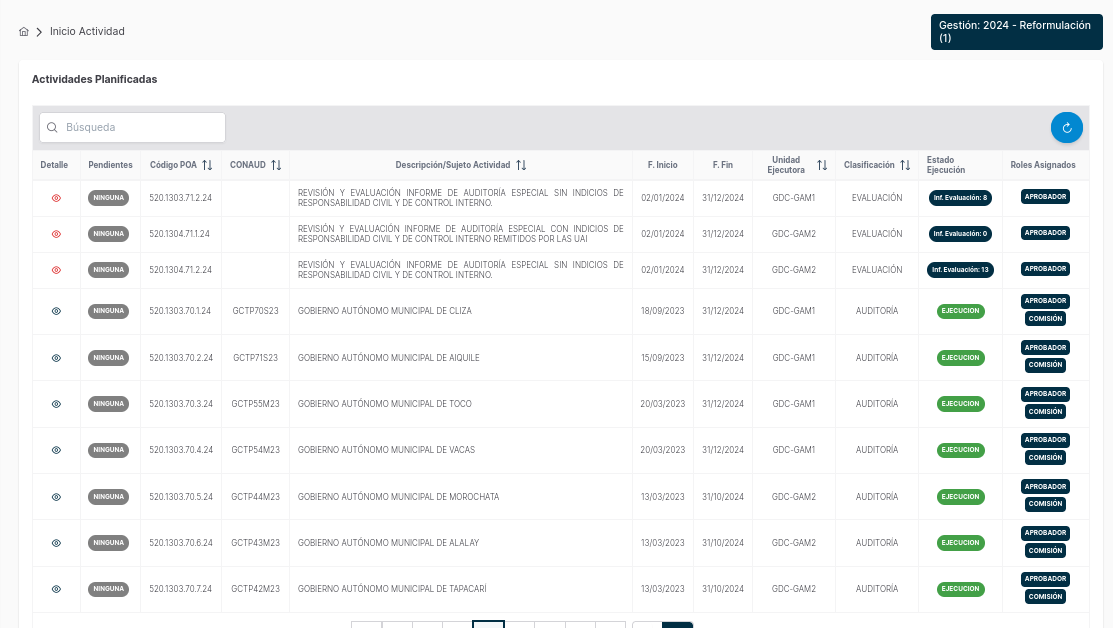 Inicio Actividad
Gestión: 2024 - Reformulación
(1)
Actividades Planificadas
Búsqueda
Detalle Pendientes Código POA CONAUD Descripción/Sujeto Actividad F. Inicio F. Fin Unidad Ejecutora Clasificación Estado Ejecución Roles Asignados
NINGUNA 520.1303.71.2.24 REVISIÓN Y EVALUACIÓN INFORME DE AUDITORÍA ESPECIAL SIN INDICIOS DE
RESPONSABILIDAD CIVIL Y DE CONTROL INTERNO. 02/01/2024 31/12/2024 GDC-GAM1 EVALUACIÓN Inf. Evaluación: 8 APROBADOR
NINGUNA 520.1304.71.1.24 REVISIÓN Y EVALUACIÓN INFORME DE AUDITORÍA ESPECIAL CON INDICIOS DE
RESPONSABILIDAD CIVIL Y DE CONTROL INTERNO REMITIDOS POR LAS UAI 02/01/2024 31/12/2024 GDC-GAM2 EVALUACIÓN Inf. Evaluación: 0 APROBADOR
NINGUNA 520.1304.71.2.24 REVISIÓN Y EVALUACIÓN INFORME DE AUDITORÍA ESPECIAL SIN INDICIOS DE
RESPONSABILIDAD CIVIL Y DE CONTROL INTERNO. 02/01/2024 31/12/2024 GDC-GAM2 EVALUACIÓN Inf. Evaluación: 13 APROBADOR
NINGUNA 520.1303.70.1.24 GCTP70S23 GOBIERNO AUTÓNOMO MUNICIPAL DE CLIZA 18/09/2023 31/12/2024 GDC-GAM1 AUDITORÍA EJECUCION APROBADOR
COMISIÓN
NINGUNA 520.1303.70.2.24 GCTP71S23 GOBIERNO AUTÓNOMO MUNICIPAL DE AIQUILE 15/09/2023 31/12/2024 GDC-GAM1 AUDITORÍA EJECUCION APROBADOR
COMISIÓN
NINGUNA 520.1303.70.3.24 GCTP55M23 GOBIERNO AUTÓNOMO MUNICIPAL DE TOCO 20/03/2023 31/12/2024 GDC-GAM1 AUDITORÍA EJECUCION APROBADOR
COMISIÓN
NINGUNA 520.1303.70.4.24 GCTP54M23 GOBIERNO AUTÓNOMO MUNICIPAL DE VACAS 20/03/2023 31/12/2024 GDC-GAM1 AUDITORÍA EJECUCION APROBADOR
COMISIÓN
NINGUNA 520.1303.70.5.24 GCTP44M23 GOBIERNO AUTÓNOMO MUNICIPAL DE MOROCHATA 13/03/2023 31/10/2024 GDC-GAM2 AUDITORÍA EJECUCION APROBADOR
COMISIÓN
NINGUNA 520.1303.70.6.24 GCTP43M23 GOBIERNO AUTÓNOMO MUNICIPAL DE ALALAY 13/03/2023 31/10/2024 GDC-GAM2 AUDITORÍA EJECUCION APROBADOR
COMISIÓN
NINGUNA 520.1303.70.7.24 GCTP42M23 GOBIERNO AUTÓNOMO MUNICIPAL DE TAPACARÍ 13/03/2023 31/10/2024 GDC-GAM2 AUDITORÍA EJECUCION APROBADOR
COMISIÓN